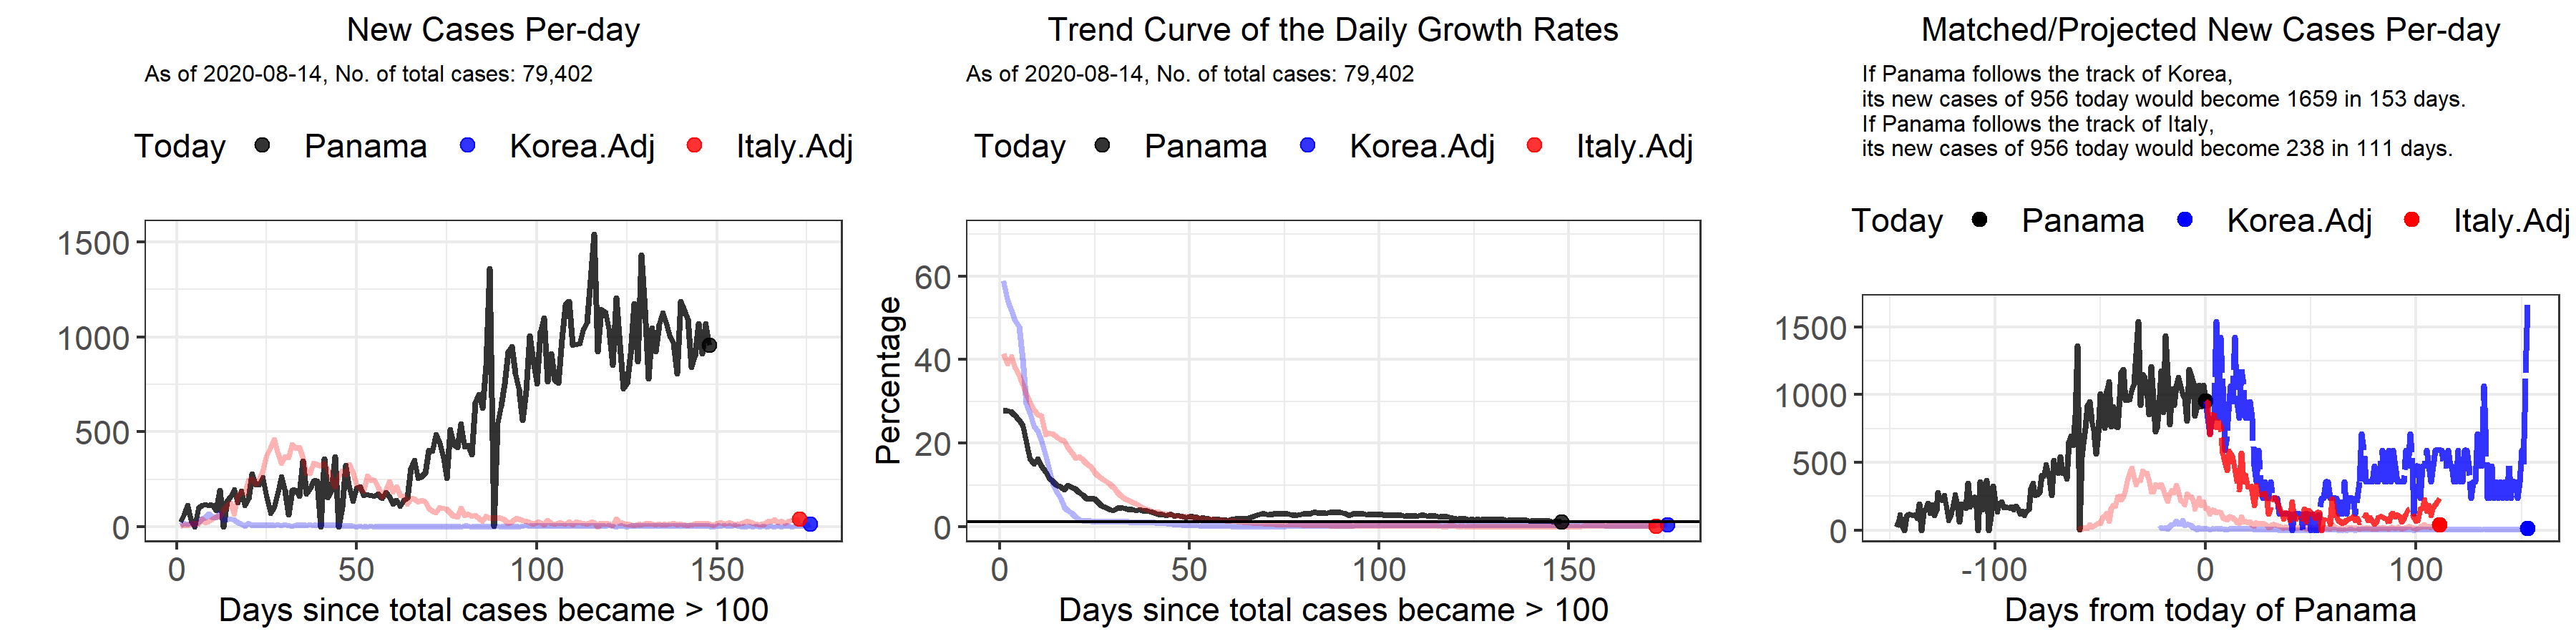 New Cases Per-day
As of 2020-08-14, No. of total cases: 79,402
Today Panama Korea.Adj Italy.Adj
1500
1000
500
0
0 50 100 150
Days since total cases became > 100
Trend Curve of the Daily Growth Rates
As of 2020-08-14, No. of total cases: 79,402
Today Panama Korea.Adj Italy.Adj
Percentage
60
40
20
0
0 50 100 150
Days since total cases became > 100
Matched/Projected New Cases Per-day
If Panama follows the track of Korea,
its new cases of 956 today would become 1659 in 153 days.
If Panama follows the track of Italy,
its new cases of 956 today would become 238 in 111 days.
Today Panama Korea.Adj Italy.Adj
1500
1000
500
0
-100 0 100
Days from today of Panama